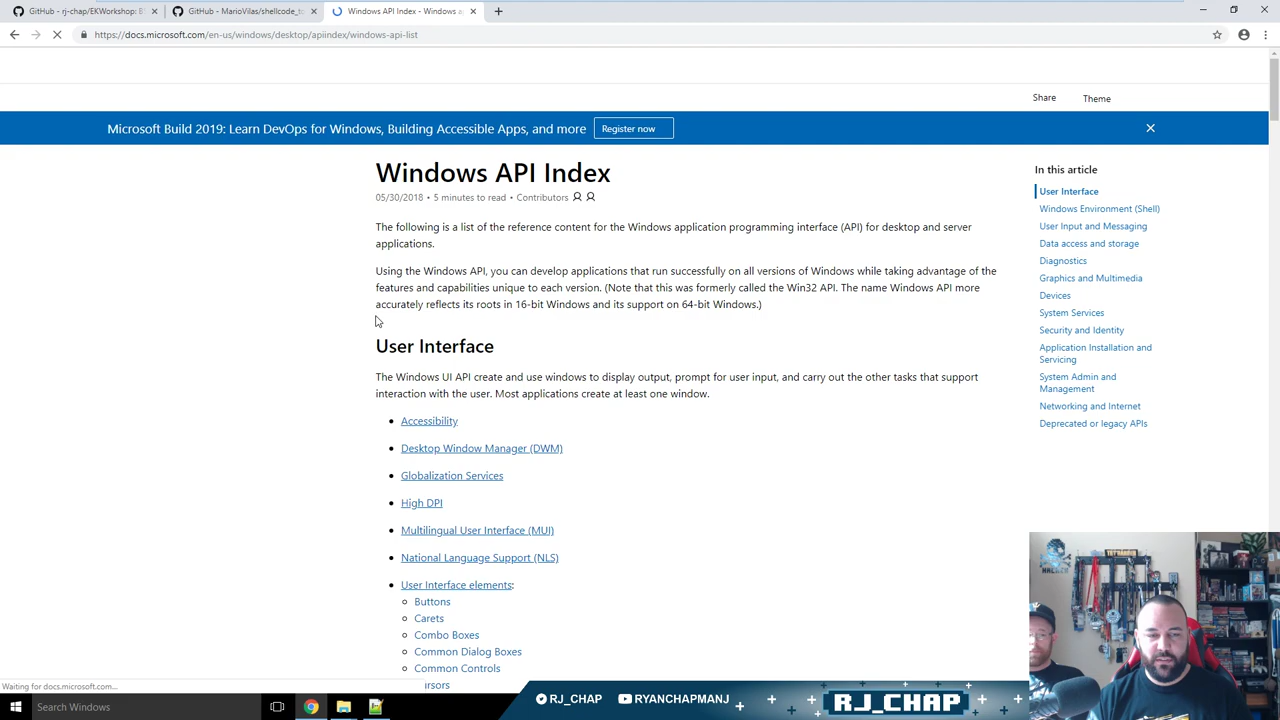 GitHub - rj-chap/EKWorkshop:
GitHub - MarioVilas/shellcode_to
Windows API Index - Windows a
https://docs.microsoft.com/en-us/windows/desktop/apiindex/windows-api-list
Share
Theme
Microsoft Build 2019: Learn DevOps for Windows, Building Accessible Apps, and more
Register now
Windows API Index
05/30/2018 • 5 minutes to read • Contributors
The following is a list of the reference content for the Windows application programming interface (API) for desktop and server
applications.
Using the Windows API, you can develop applications that run successfully on all versions of Windows while taking advantage of the
features and capabilities unique to each version. (Note that this was formerly called the Win32 API. The name Windows API more
accurately reflects its roots in 16-bit Windows and its support on 64-bit Windows.)
User Interface
The Windows UI API create and use windows to display output, prompt for user input, and carry out the other tasks that support
interaction with the user. Most applications create at least one window.
Accessibility
Desktop Window Manager (DWM)
Globalization Services
High DPI
Multilingual User Interface (MUI)
National Language Support (NLS)
User Interface elements:
Buttons
Carets
Combo Boxes
Common Dialog Boxes
Common Controls
In this article
User Interface
Windows Environment (Shell)
User Input and Messaging
Data access and storage
Diagnostics
Graphics and Multimedia
Devices
System Services
Security and Identity
Application Installation and
Servicing
System Admin and
Management
Networking and Internet
Deprecated or legacy APIs
Waiting for docs.microsoft.com...
Search Windows
RJ_CHAP
RYANCHAPMANJ
RJ_CHAP